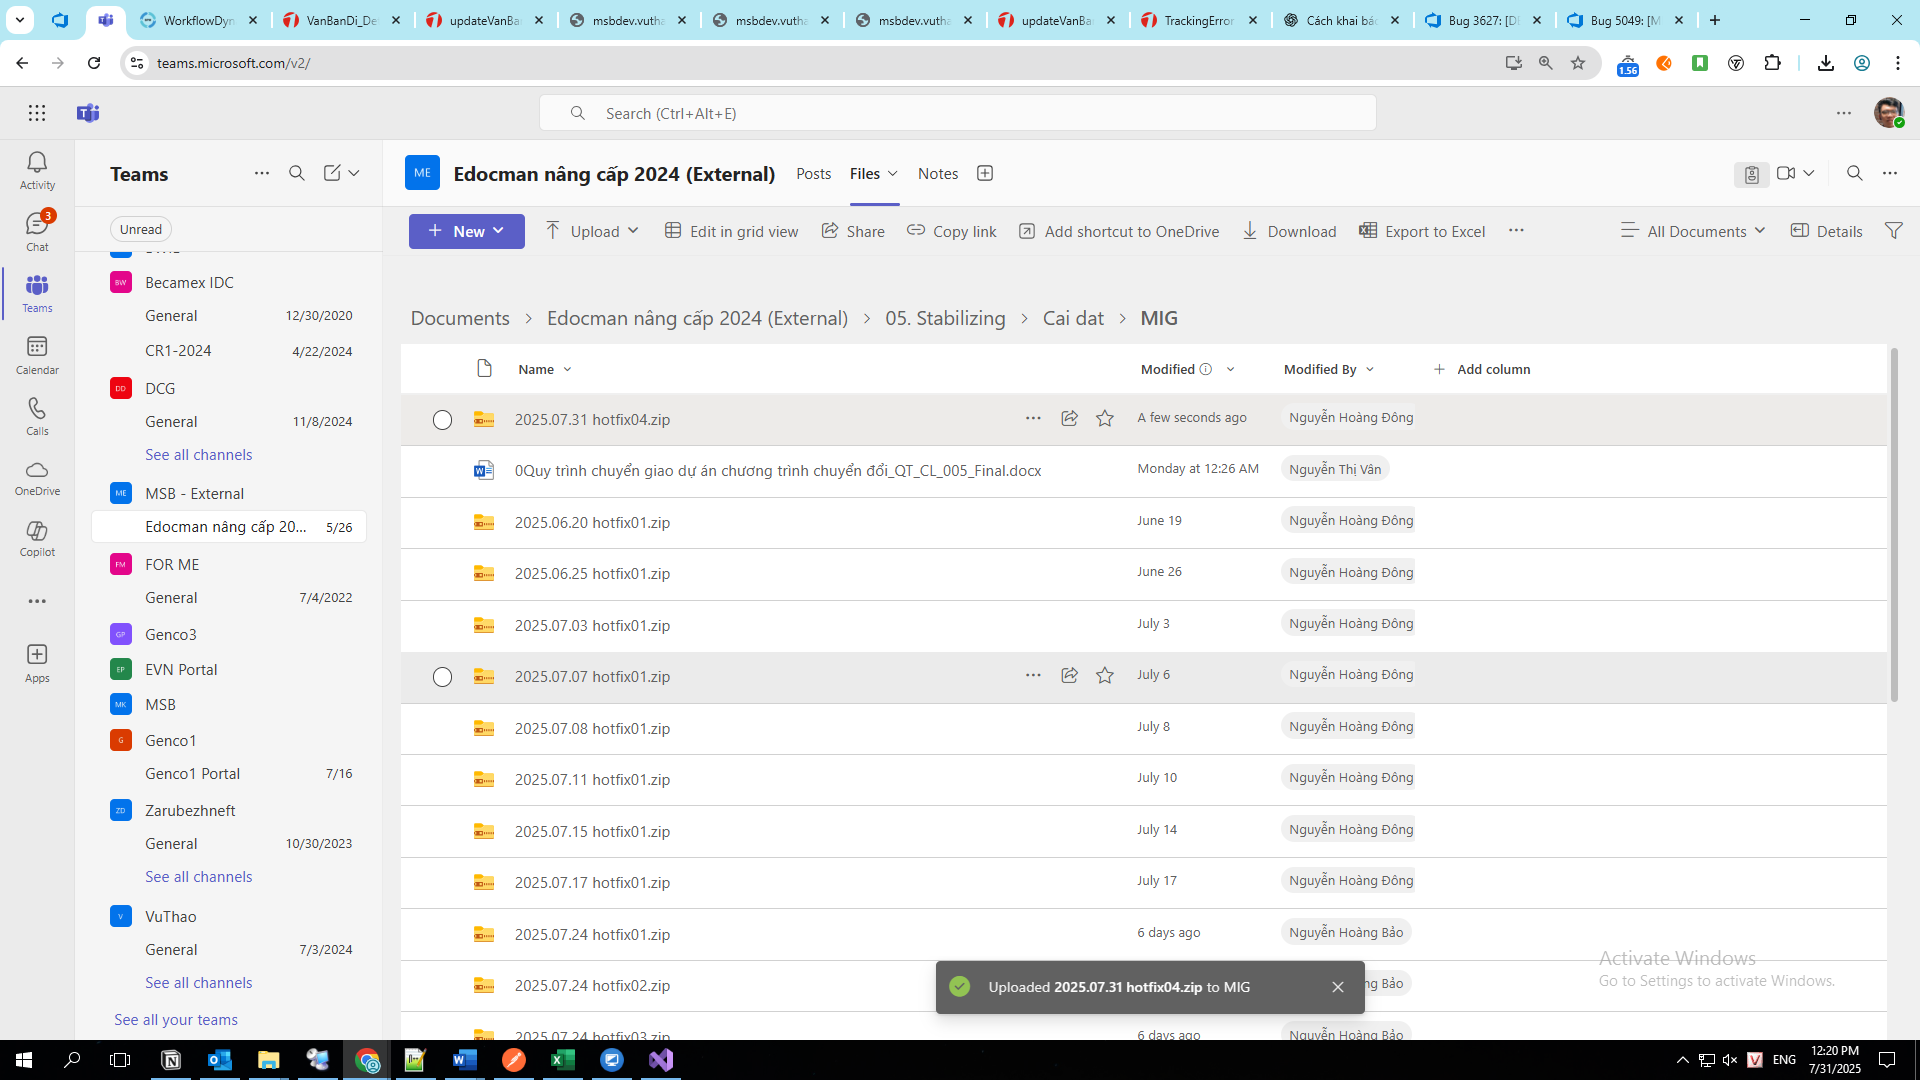 WorkflowDyn
VanBanDi_De
updateVanBa
msbdev.vutha
msbdev.vutha
msbdev.vutha
updateVanBa
TrackingError
Cách khai bá
Bug 3627: [D
Bug 5049: [M
teams.microsoft.com/v2/
1.56
Search (Ctrl+Alt+E)
Activity
3
Chat
Teams
Calendar
Calls
OneDrive
Copilot
Apps
Teams
Unread
BW
Becamex IDC
General 12/30/2020
CR1-2024 4/22/2024
DD
DCG
General 11/8/2024
See all channels
ME
MSB - External
Edocman nâng cấp 20... 5/26
FM
FOR ME
General 7/4/2022
GP
Genco3
EP
EVN Portal
MK
MSB
G
Genco1
Genco1 Portal 7/16
ZD
Zarubezhneft
General 10/30/2023
See all channels
V
VuThao
General 7/3/2024
See all channels
See all your teams
ME
Edocman nâng cấp 2024 (External)
Posts
Files
Notes
New
Upload
Edit in grid view
Share
Copy link
Add shortcut to OneDrive
Download
Export to Excel
All Documents
Details
Documents > Edocman nâng cấp 2024 (External) > 05. Stabilizing > Cai dat > MIG
Name Modified Modified By + Add column
2025.07.31 hotfix04.zip A few seconds ago Nguyễn Hoàng Đông
0Quy trình chuyển giao dự án chương trình chuyển đổi_QT_CL_005_Final.docx Monday at 12:26 AM Nguyễn Thị Vân
2025.06.20 hotfix01.zip June 19 Nguyễn Hoàng Đông
2025.06.25 hotfix01.zip June 26 Nguyễn Hoàng Đông
2025.07.03 hotfix01.zip July 3 Nguyễn Hoàng Đông
2025.07.07 hotfix01.zip July 6 Nguyễn Hoàng Đông
2025.07.08 hotfix01.zip July 8 Nguyễn Hoàng Đông
2025.07.11 hotfix01.zip July 10 Nguyễn Hoàng Đông
2025.07.15 hotfix01.zip July 14 Nguyễn Hoàng Đông
2025.07.17 hotfix01.zip July 17 Nguyễn Hoàng Đông
2025.07.24 hotfix01.zip 6 days ago Nguyễn Hoàng Bảo
2025.07.24 hotfix02.zip ng Bảo
2025.07.24 hotfix03.zip 6 days ago Nguyễn Hoàng Bảo
Uploaded 2025.07.31 hotfix04.zip to MIG
Activate Windows
Go to Settings to activate Windows.
ENG
12:20 PM
7/31/2025